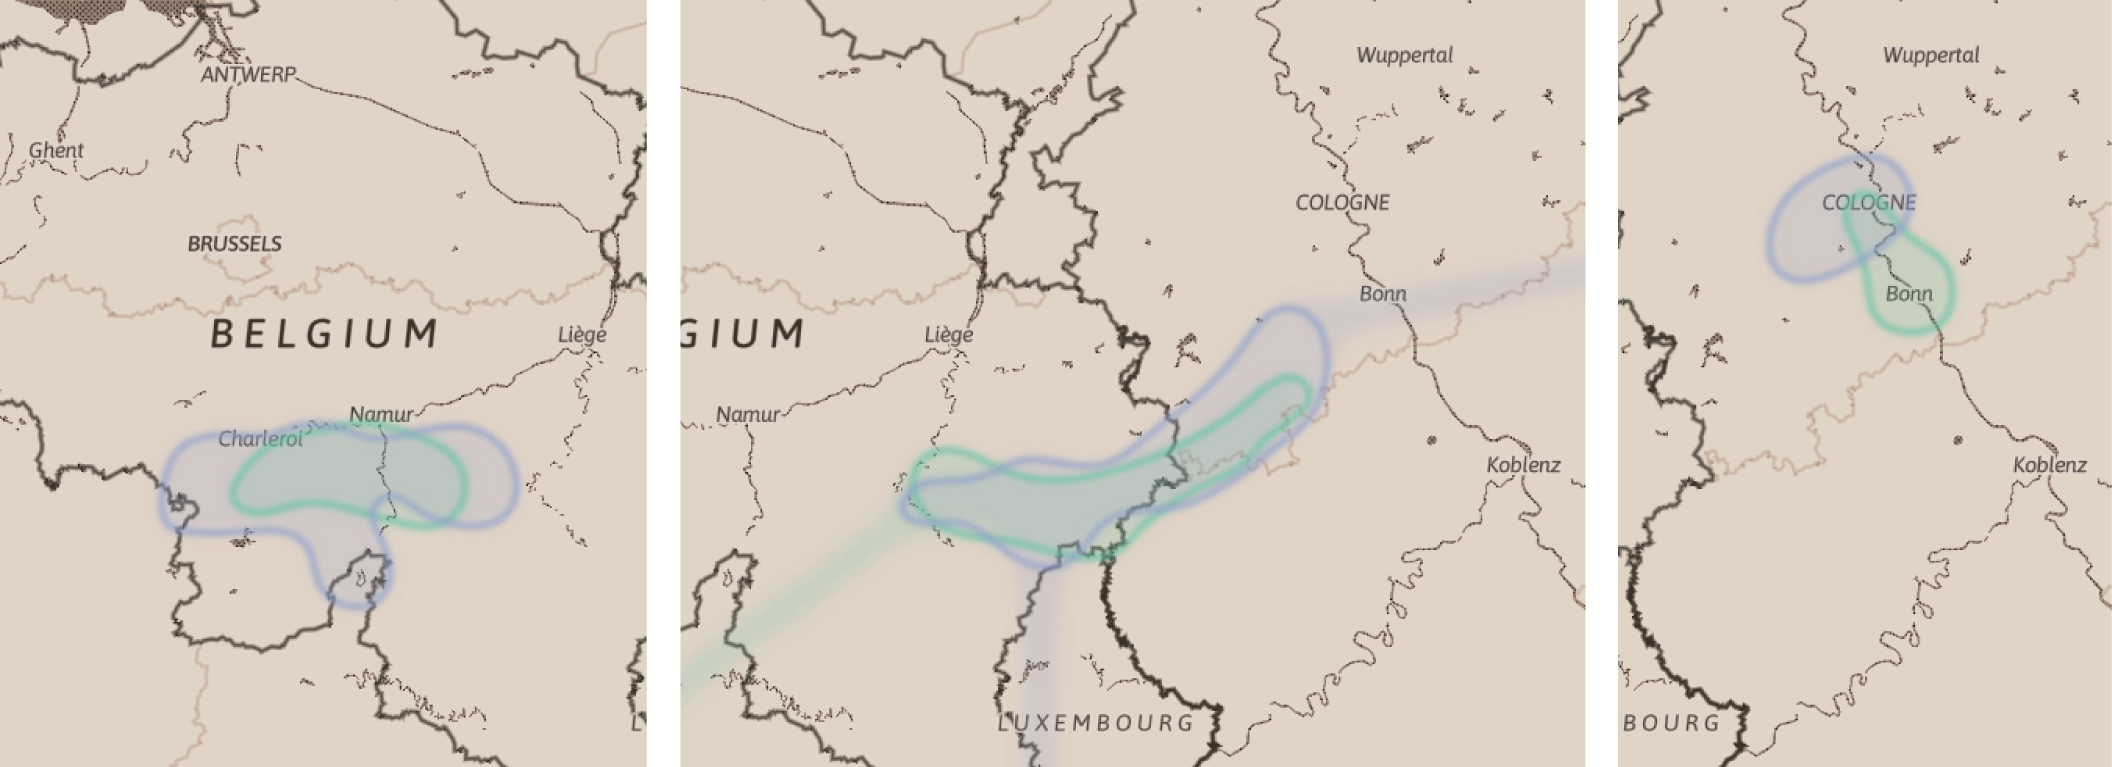 ANTWERP
Ghent
BRUSSELS
BELGIUM
Liège
Namur
Charleroi
L
Wuppertal
COLOGNE
Bonn
GIUM
Liège
Namur
Koblenz
LUXEMBOURG
Wuppertal
COLOGNE
Bonn
Koblenz
BOURG